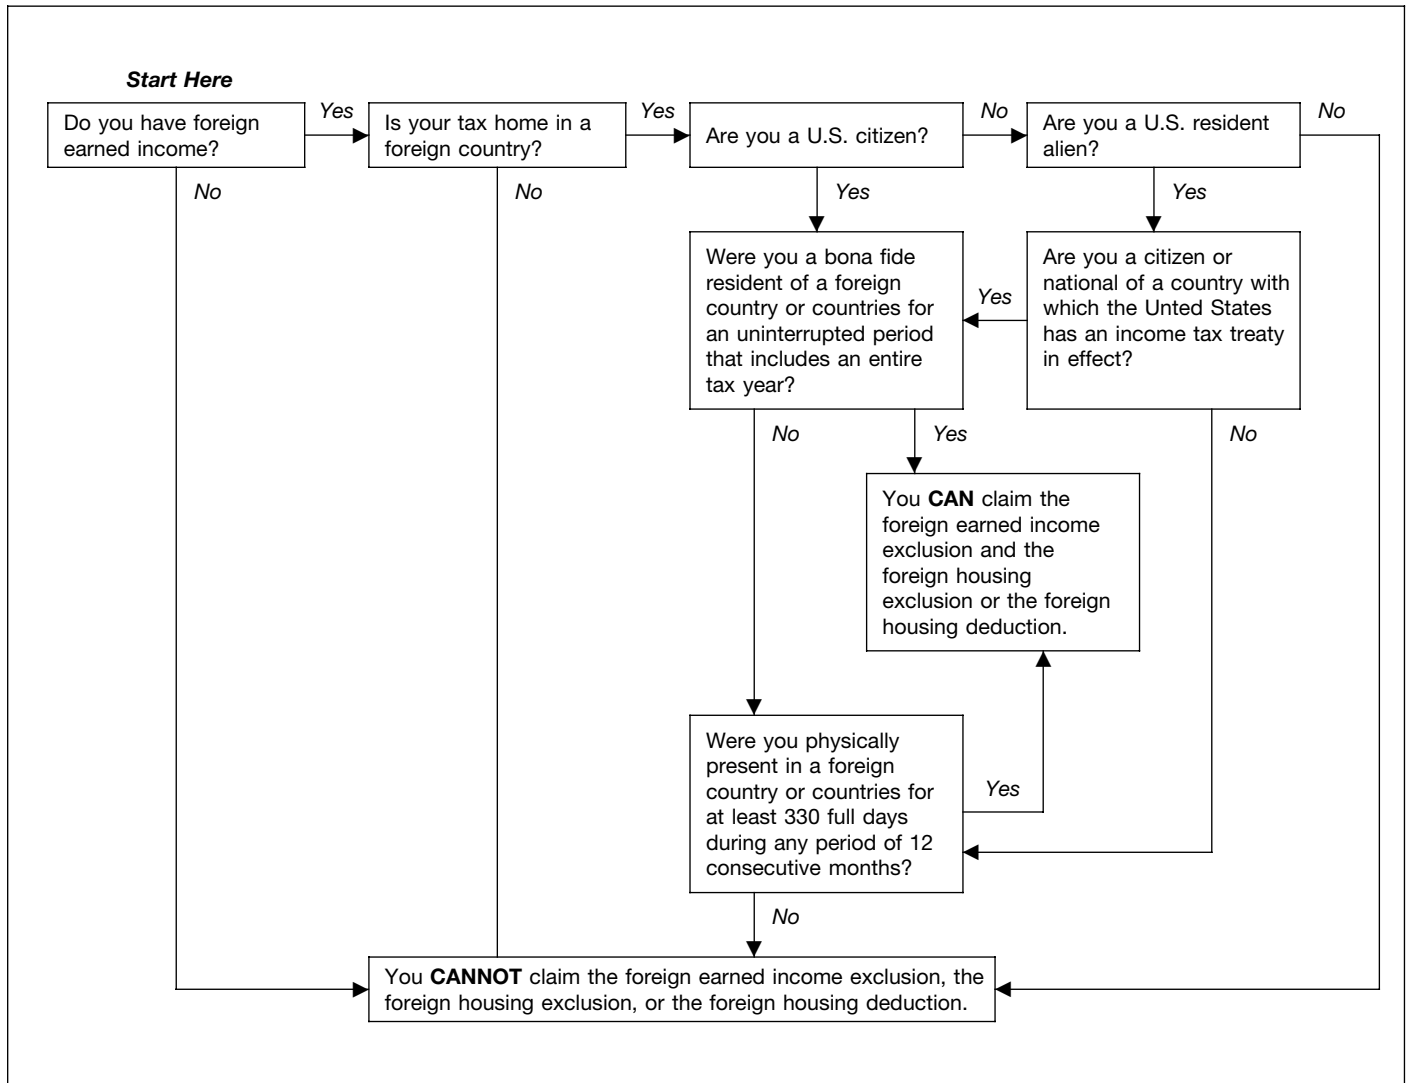 Start Here
Do you have foreign
earned income?
Yes
Is your tax home in a
foreign country?
Yes
Are you a U.S. citizen?
No
Are you a U.S. resident
alien?
No
No
No
Yes
Yes
Were you a bona fide
resident of a foreign
country or countries for
an uninterrupted period
that includes an entire
tax year?
Yes
Are you a citizen or
national of a country with
which the Unted States
has an income tax treaty
in effect?
No
Yes
No
You CAN claim the
foreign earned income
exclusion and the
foreign housing
exclusion or the foreign
housing deduction.
Were you physically
present in a foreign
country or countries for
at least 330 full days
during any period of 12
consecutive months?
Yes
No
You CANNOT claim the foreign earned income exclusion, the
foreign housing exclusion, or the foreign housing deduction.